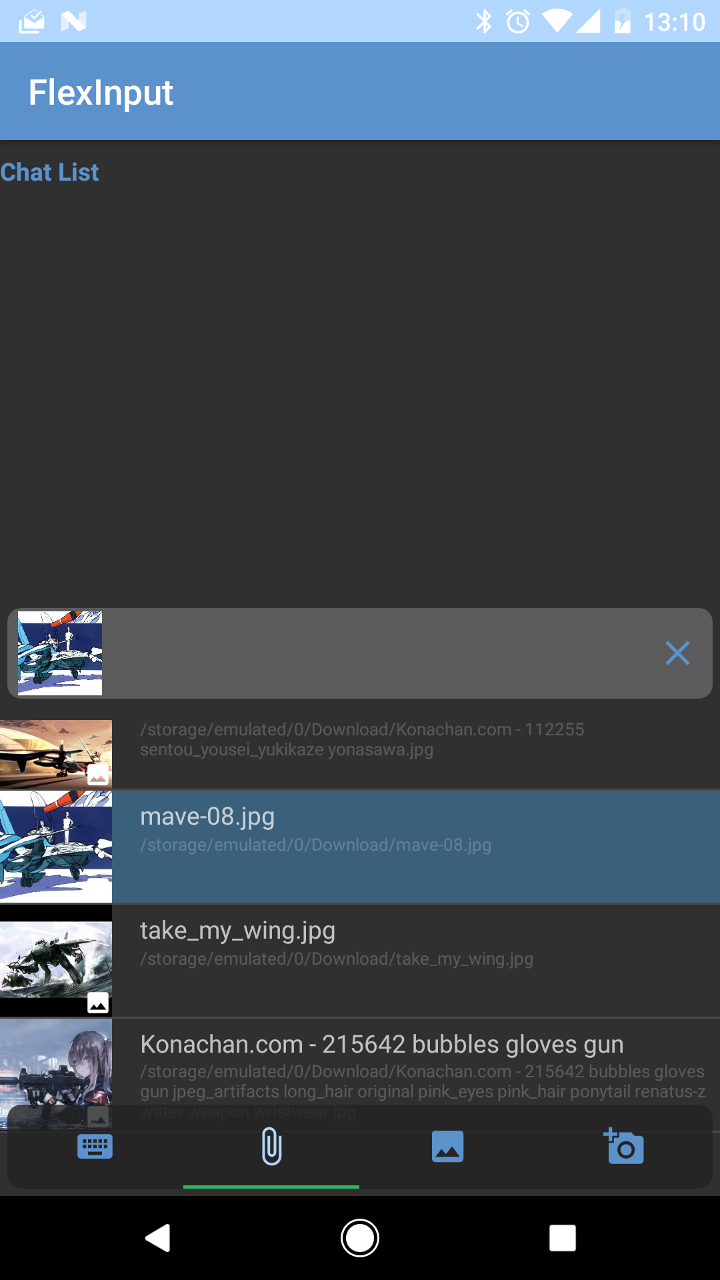 13:10
FlexInput
Chat List
/storage/emulated/0/Download/Konachan.com - 112255
sentou_yousei_yukikaze yonasawa.jpg
mave-08.jpg
/storage/emulated/0/Download/mave-08.jpg
take_my_wing.jpg
/storage/emulated/0/Download/take_my_wing.jpg
Konachan.com - 215642 bubbles gloves gun
/storage/emulated/0/Download/Konachan.com - 215642 bubbles gloves
gun jpeg_artifacts long_hair original pink_eyes pink_hair ponytail renatus-z
water weapon wristwear.jpg